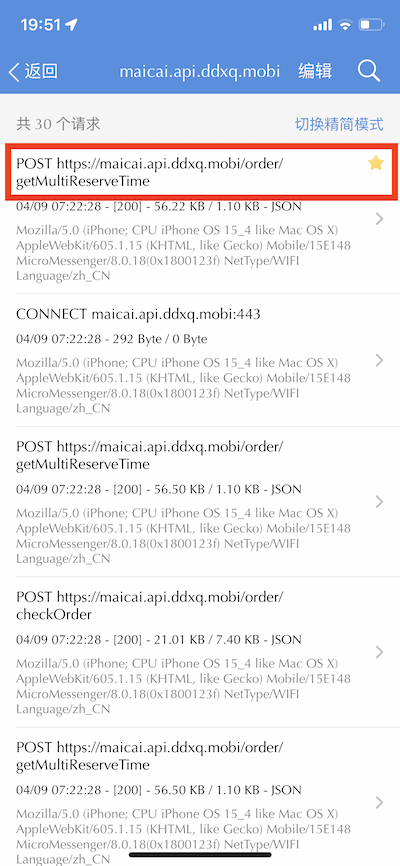 19:51
返回
maicai.api.ddxq.mobi
编辑
共 30 个请求
切换精简模式
POST https://maicai.api.ddxq.mobi/order/
getMultiReserveTime
04/09 07:22:28 - [200] - 56.22 KB / 1.10 KB - JSON
Mozilla/5.0 (iPhone; CPU iPhone OS 15_4 like Mac OS X)
AppleWebKit/605.1.15 (KHTML, like Gecko) Mobile/15E148
MicroMessenger/8.0.18(0x1800123f) NetType/WIFI
Language/zh_CN
CONNECT maicai.api.ddxq.mobi:443
04/09 07:22:28 - 292 Byte / 0 Byte
Mozilla/5.0 (iPhone; CPU iPhone OS 15_4 like Mac OS X)
AppleWebKit/605.1.15 (KHTML, like Gecko) Mobile/15E148
MicroMessenger/8.0.18(0x1800123f) NetType/WIFI
Language/zh_CN
POST https://maicai.api.ddxq.mobi/order/
getMultiReserveTime
04/09 07:22:28 - [200] - 56.50 KB / 1.10 KB - JSON
Mozilla/5.0 (iPhone; CPU iPhone OS 15_4 like Mac OS X)
AppleWebKit/605.1.15 (KHTML, like Gecko) Mobile/15E148
MicroMessenger/8.0.18(0x1800123f) NetType/WIFI
Language/zh_CN
POST https://maicai.api.ddxq.mobi/order/
checkOrder
04/09 07:22:28 - [200] - 21.01 KB / 7.40 KB - JSON
Mozilla/5.0 (iPhone; CPU iPhone OS 15_4 like Mac OS X)
AppleWebKit/605.1.15 (KHTML, like Gecko) Mobile/15E148
MicroMessenger/8.0.18(0x1800123f) NetType/WIFI
Language/zh_CN
POST https://maicai.api.ddxq.mobi/order/
getMultiReserveTime
04/09 07:22:28 - [200] - 56.50 KB / 1.10 KB - JSON
Mozilla/5.0 (iPhone; CPU iPhone OS 15_4 like Mac OS X)
AppleWebKit/605.1.15 (KHTML, like Gecko) Mobile/15E148
MicroMessenger/8.0.18(0x1800123f) NetType/WIFI
Language/zh_CN